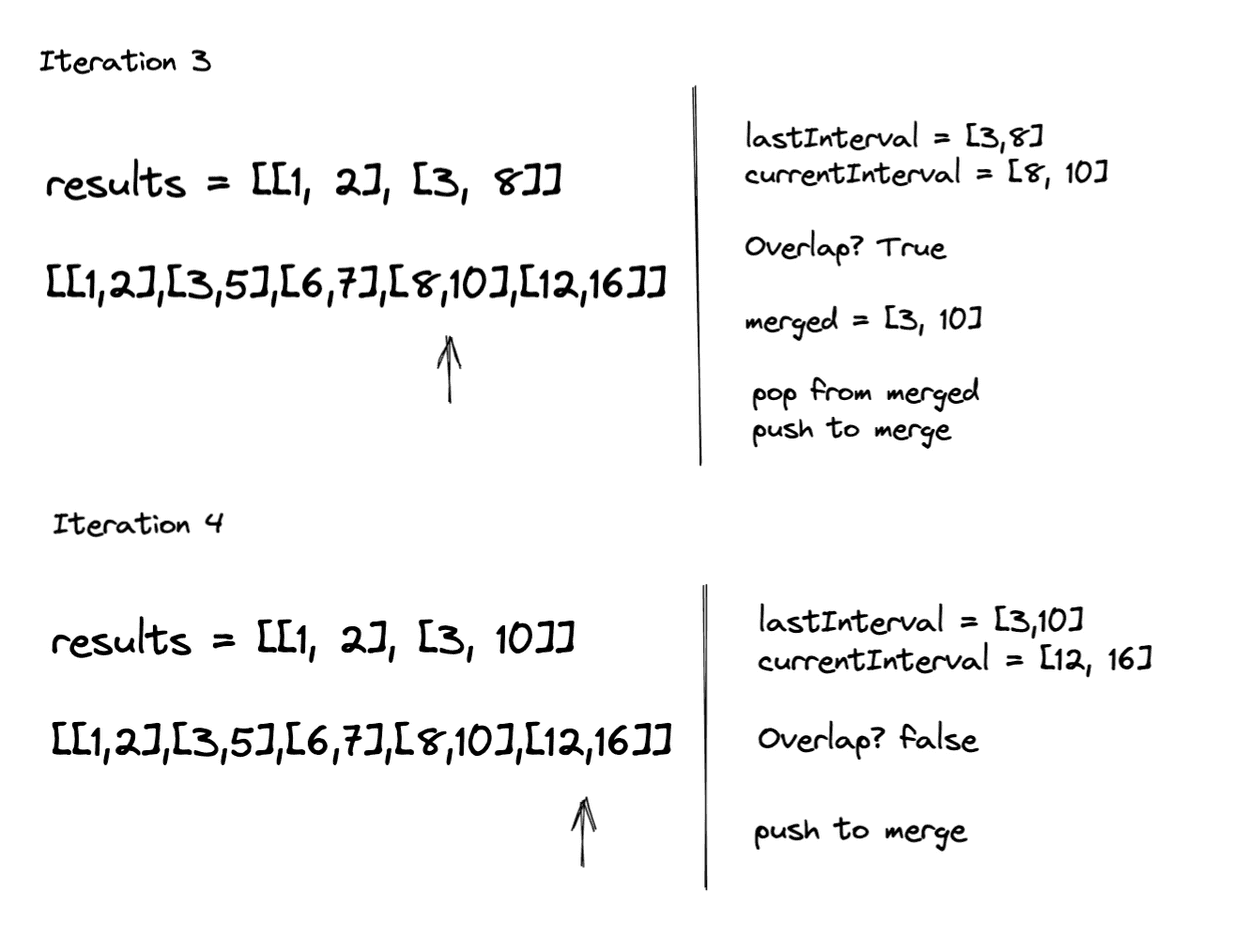 Iteration 3
results = [[1, 2], [3, 8]]
[[1,2],[3,5],[6,7],[8,10],[12,16]]
lastInterval = [3,8]
currentInterval = [8, 10]
Overlap? True
merged = [3, 10]
pop from merged
push to merge
Iteration 4
results = [[1, 2], [3, 10]]
[[1,2],[3,5],[6,7],[8,10],[12,16]]
lastInterval = [3,10]
currentInterval = [12, 16]
Overlap? false
push to merge